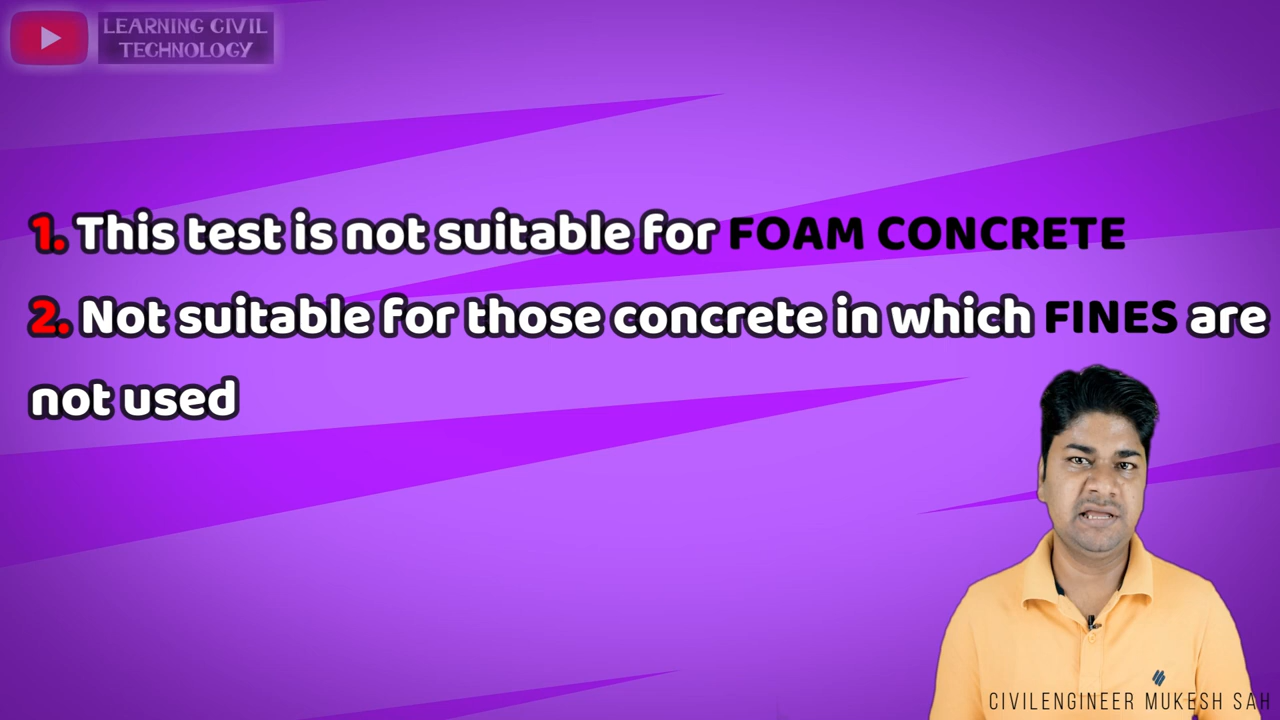 LEARNING CIVIL
TECHNOLOGY
1. This test is not suitable for FOAM CONCRETE
2. Not suitable for those concrete in which FINES are
not used
CIVILENGINEER MUKESH SAH